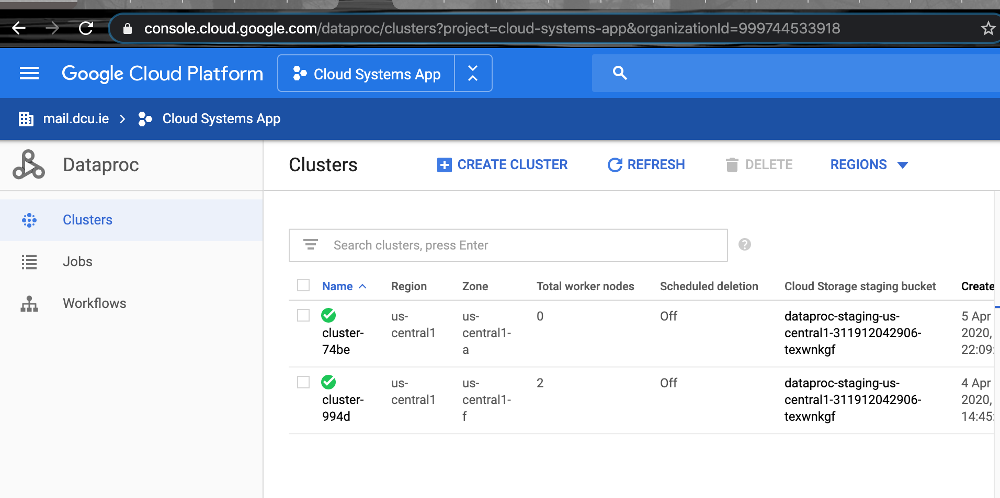 console.cloud.google.com/dataproc/clusters?project=cloud-systems-app&organizationId=999744533918
Google Cloud Platform
Cloud Systems App
mail.dcu.ie
Cloud Systems App
Dataproc
Clusters
CREATE CLUSTER
REFRESH
DELETE
REGIONS
Clusters
Jobs
Workflows
Search clusters, press Enter
?
Name Region Zone Total worker nodes Scheduled deletion Cloud Storage staging bucket Create
us- us- 0 Off dataproc-staging-us- 5 Apr
cluster- central1 central1- central1-311912042906- 2020,
74be a texwnkgf 22:09:
us- us- 2 Off dataproc-staging-us- 4 Apr
cluster- central1 central1- central1-311912042906- 2020,
994d f texwnkgf 14:45: